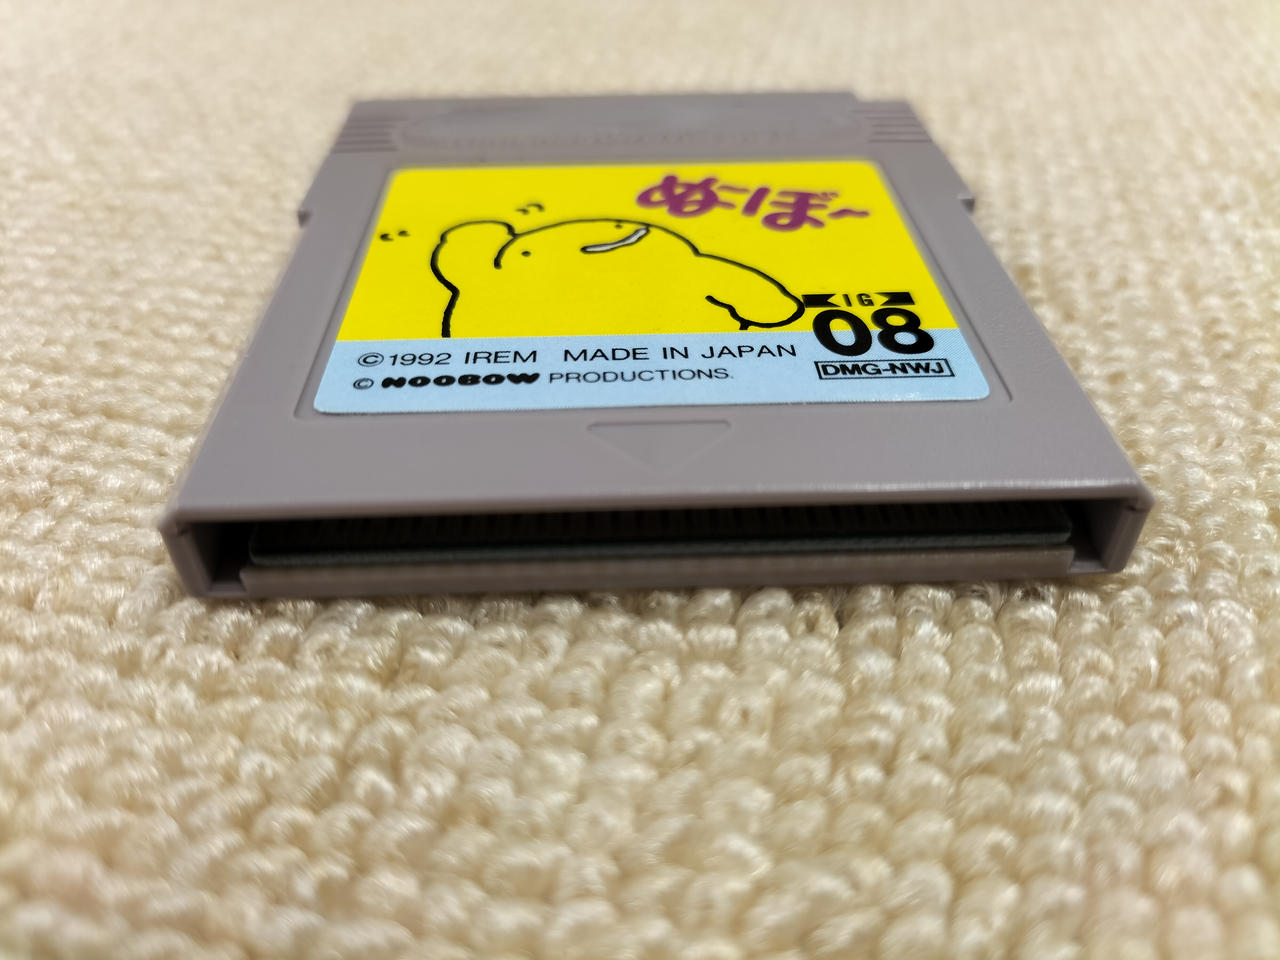 ぬ〜ぼ〜
IG
08
©1992 IREM MADE IN JAPAN
DMG-NWJ
© NOOBOW PRODUCTIONS.